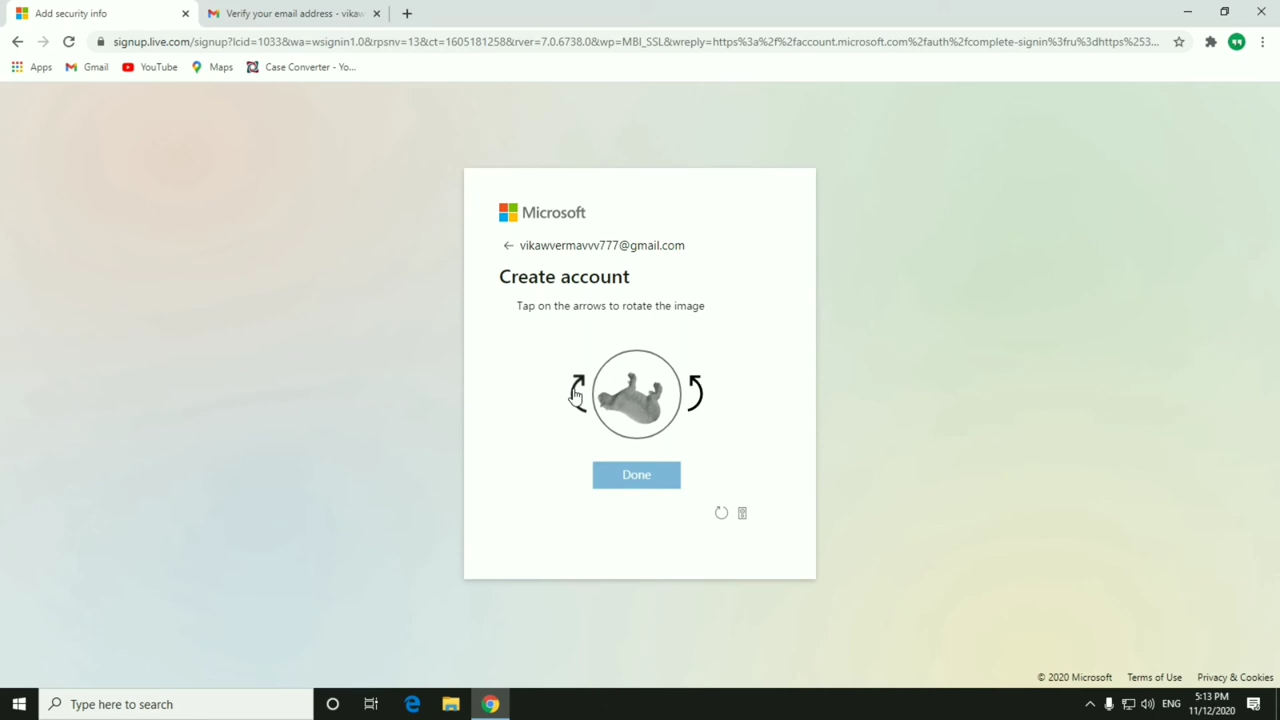 Add security info
Verify your email address - vikaw
signup.live.com/signup?lcid=1033&wa=wsignin1.0&rpsnv=13&ct=1605181258&rver=7.0.6738.0&wp=MBI_SSL&wreply=https%3a%2f%2faccount.microsoft.com%2fauth%2fcomplete-signin%3fru%3dhttps%253...
Apps
Gmail
YouTube
Maps
Case Converter - Yo...
Microsoft
vikawvermavvv777@gmail.com
Create account
Tap on the arrows to rotate the image
Done
© 2020 Microsoft Terms of Use Privacy & Cookies
Type here to search
ENG
5:13 PM
11/12/2020